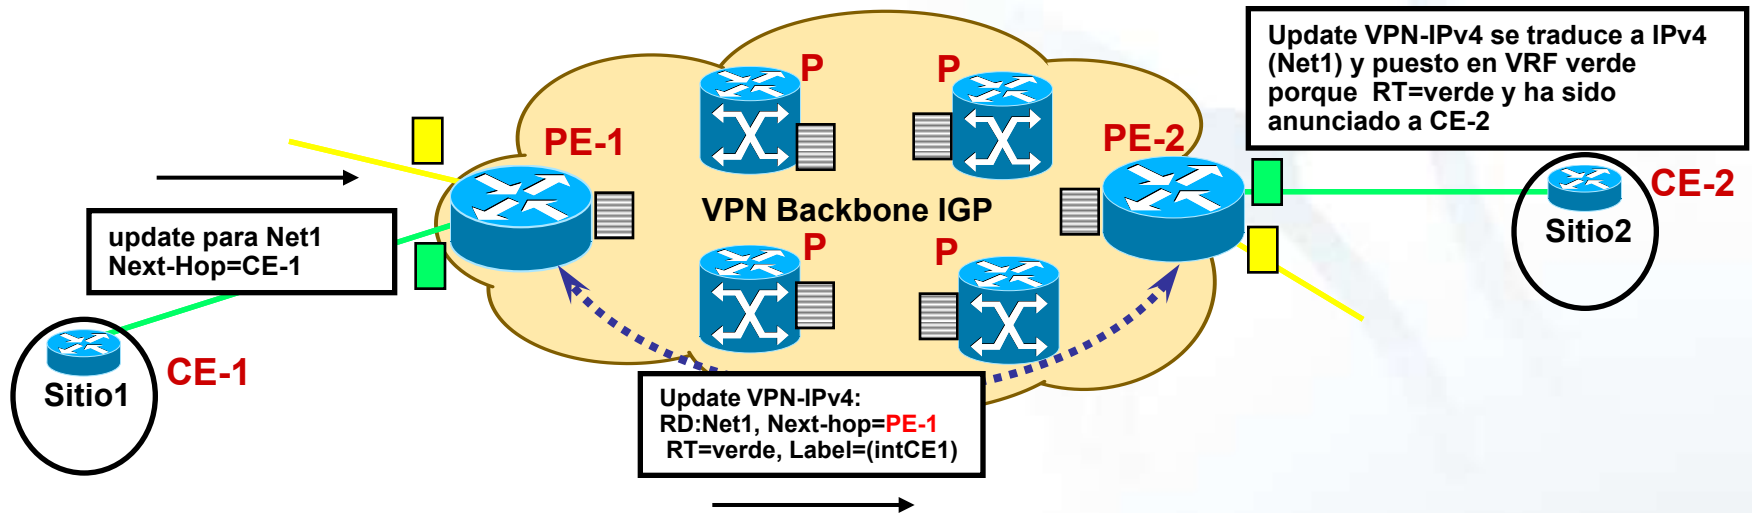 P
P
PE-1
PE-2
Update VPN-IPv4 se traduce a IPv4
(Net1) y puesto en VRF verde
porque RT=verde y ha sido
anunciado a CE-2
update para Net1
Next-Hop=CE-1
VPN Backbone IGP
P
P
CE-2
Sitio2
CE-1
Sitio1
Update VPN-IPv4:
RD:Net1, Next-hop=PE-1
RT=verde, Label=(intCE1)